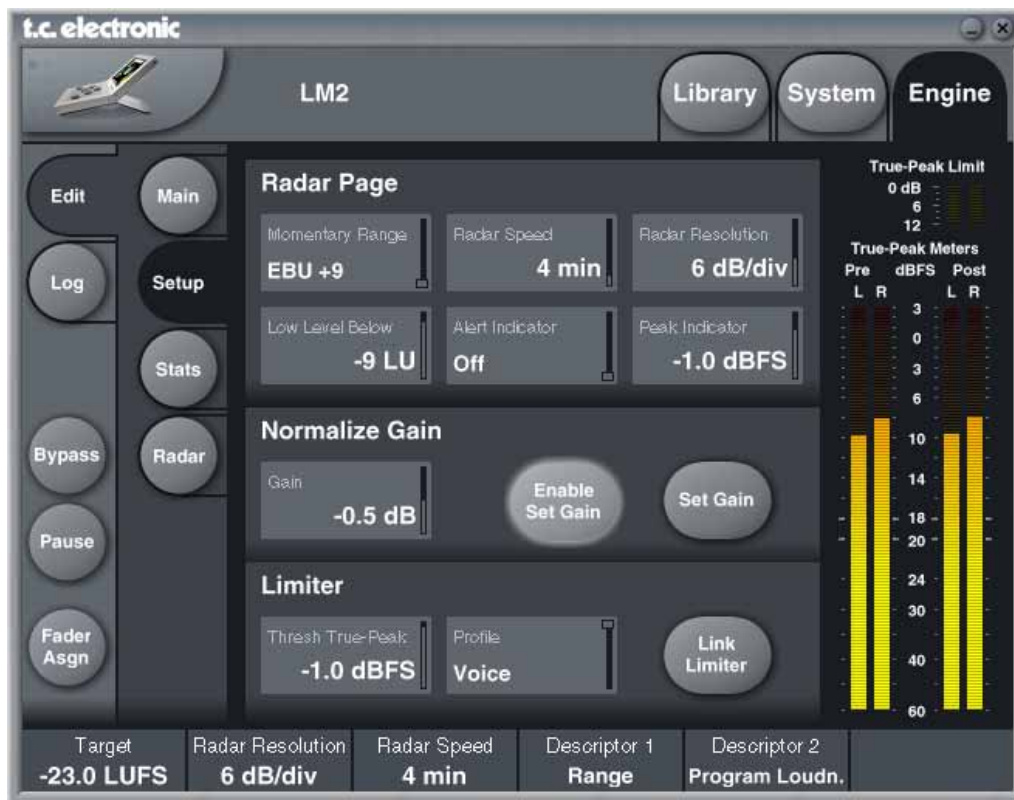 t.c. electronic
LM2
Library
System
Engine
Edit
Log
Bypass
Pause
Fader
Asgn
Main
Setup
Stats
Radar
Radar Page
Momentary Range
EBU +9
Radar Speed
4 min
Radar Resolution
6 dB/div
Low Level Below
-9 LU
Alert Indicator
Off
Peak Indicator
-1.0 dBFS
Normalize Gain
Gain
-0.5 dB
Enable
Set Gain
Set Gain
Limiter
Thresh True-Peak
-1.0 dBFS
Profile
Voice
Link
Limiter
True-Peak Limit
0 dB
6
12
True-Peak Meters
Pre dBFS Post
L R L R
3
0
3
6
10
14
18
20
24
30
40
60
Target
-23.0 LUFS
Radar Resolution
6 dB/div
Radar Speed
4 min
Descriptor 1
Range
Descriptor 2
Program Loudn.